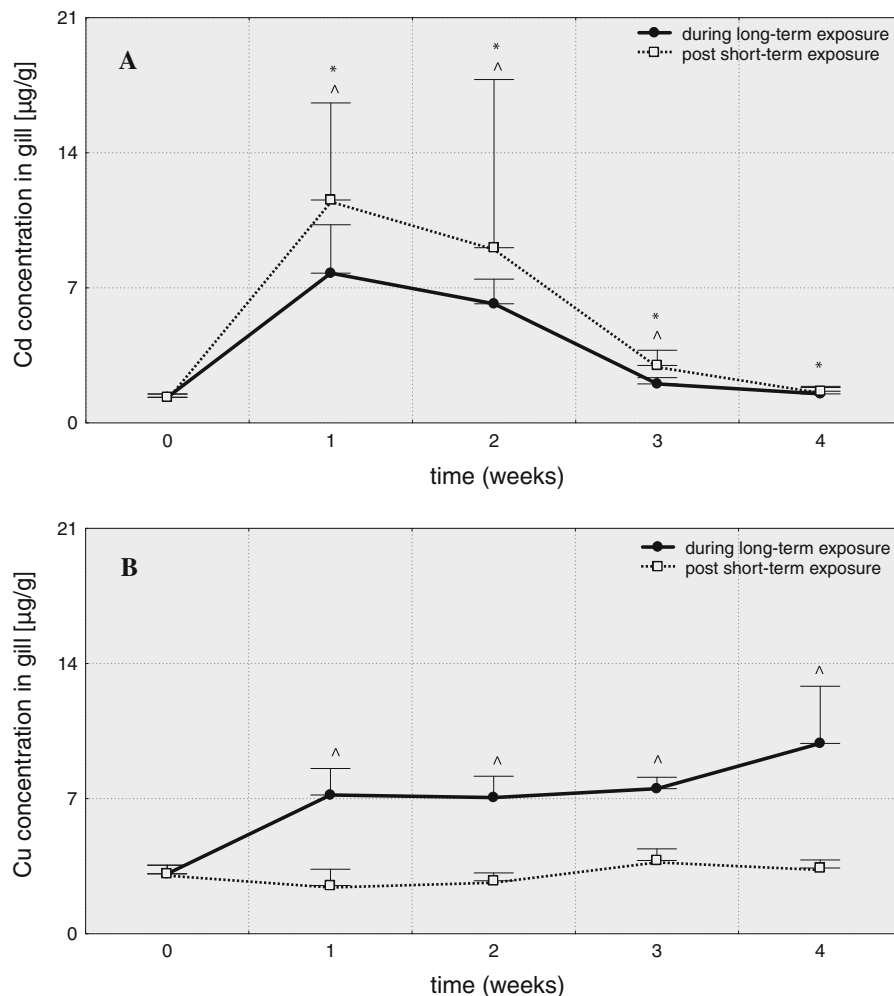 21
during long-term exposure
A
*
*
post short-term exposure
^
^
14
Cd concentration in gill [µg/g]
7
*
^
*
0
0 1 2 3 4
time (weeks)
21
during long-term exposure
B
post short-term exposure
14
^
Cu concentration in gill [µg/g]
^
^
^
7
0
0 1 2 3 4
time (weeks)